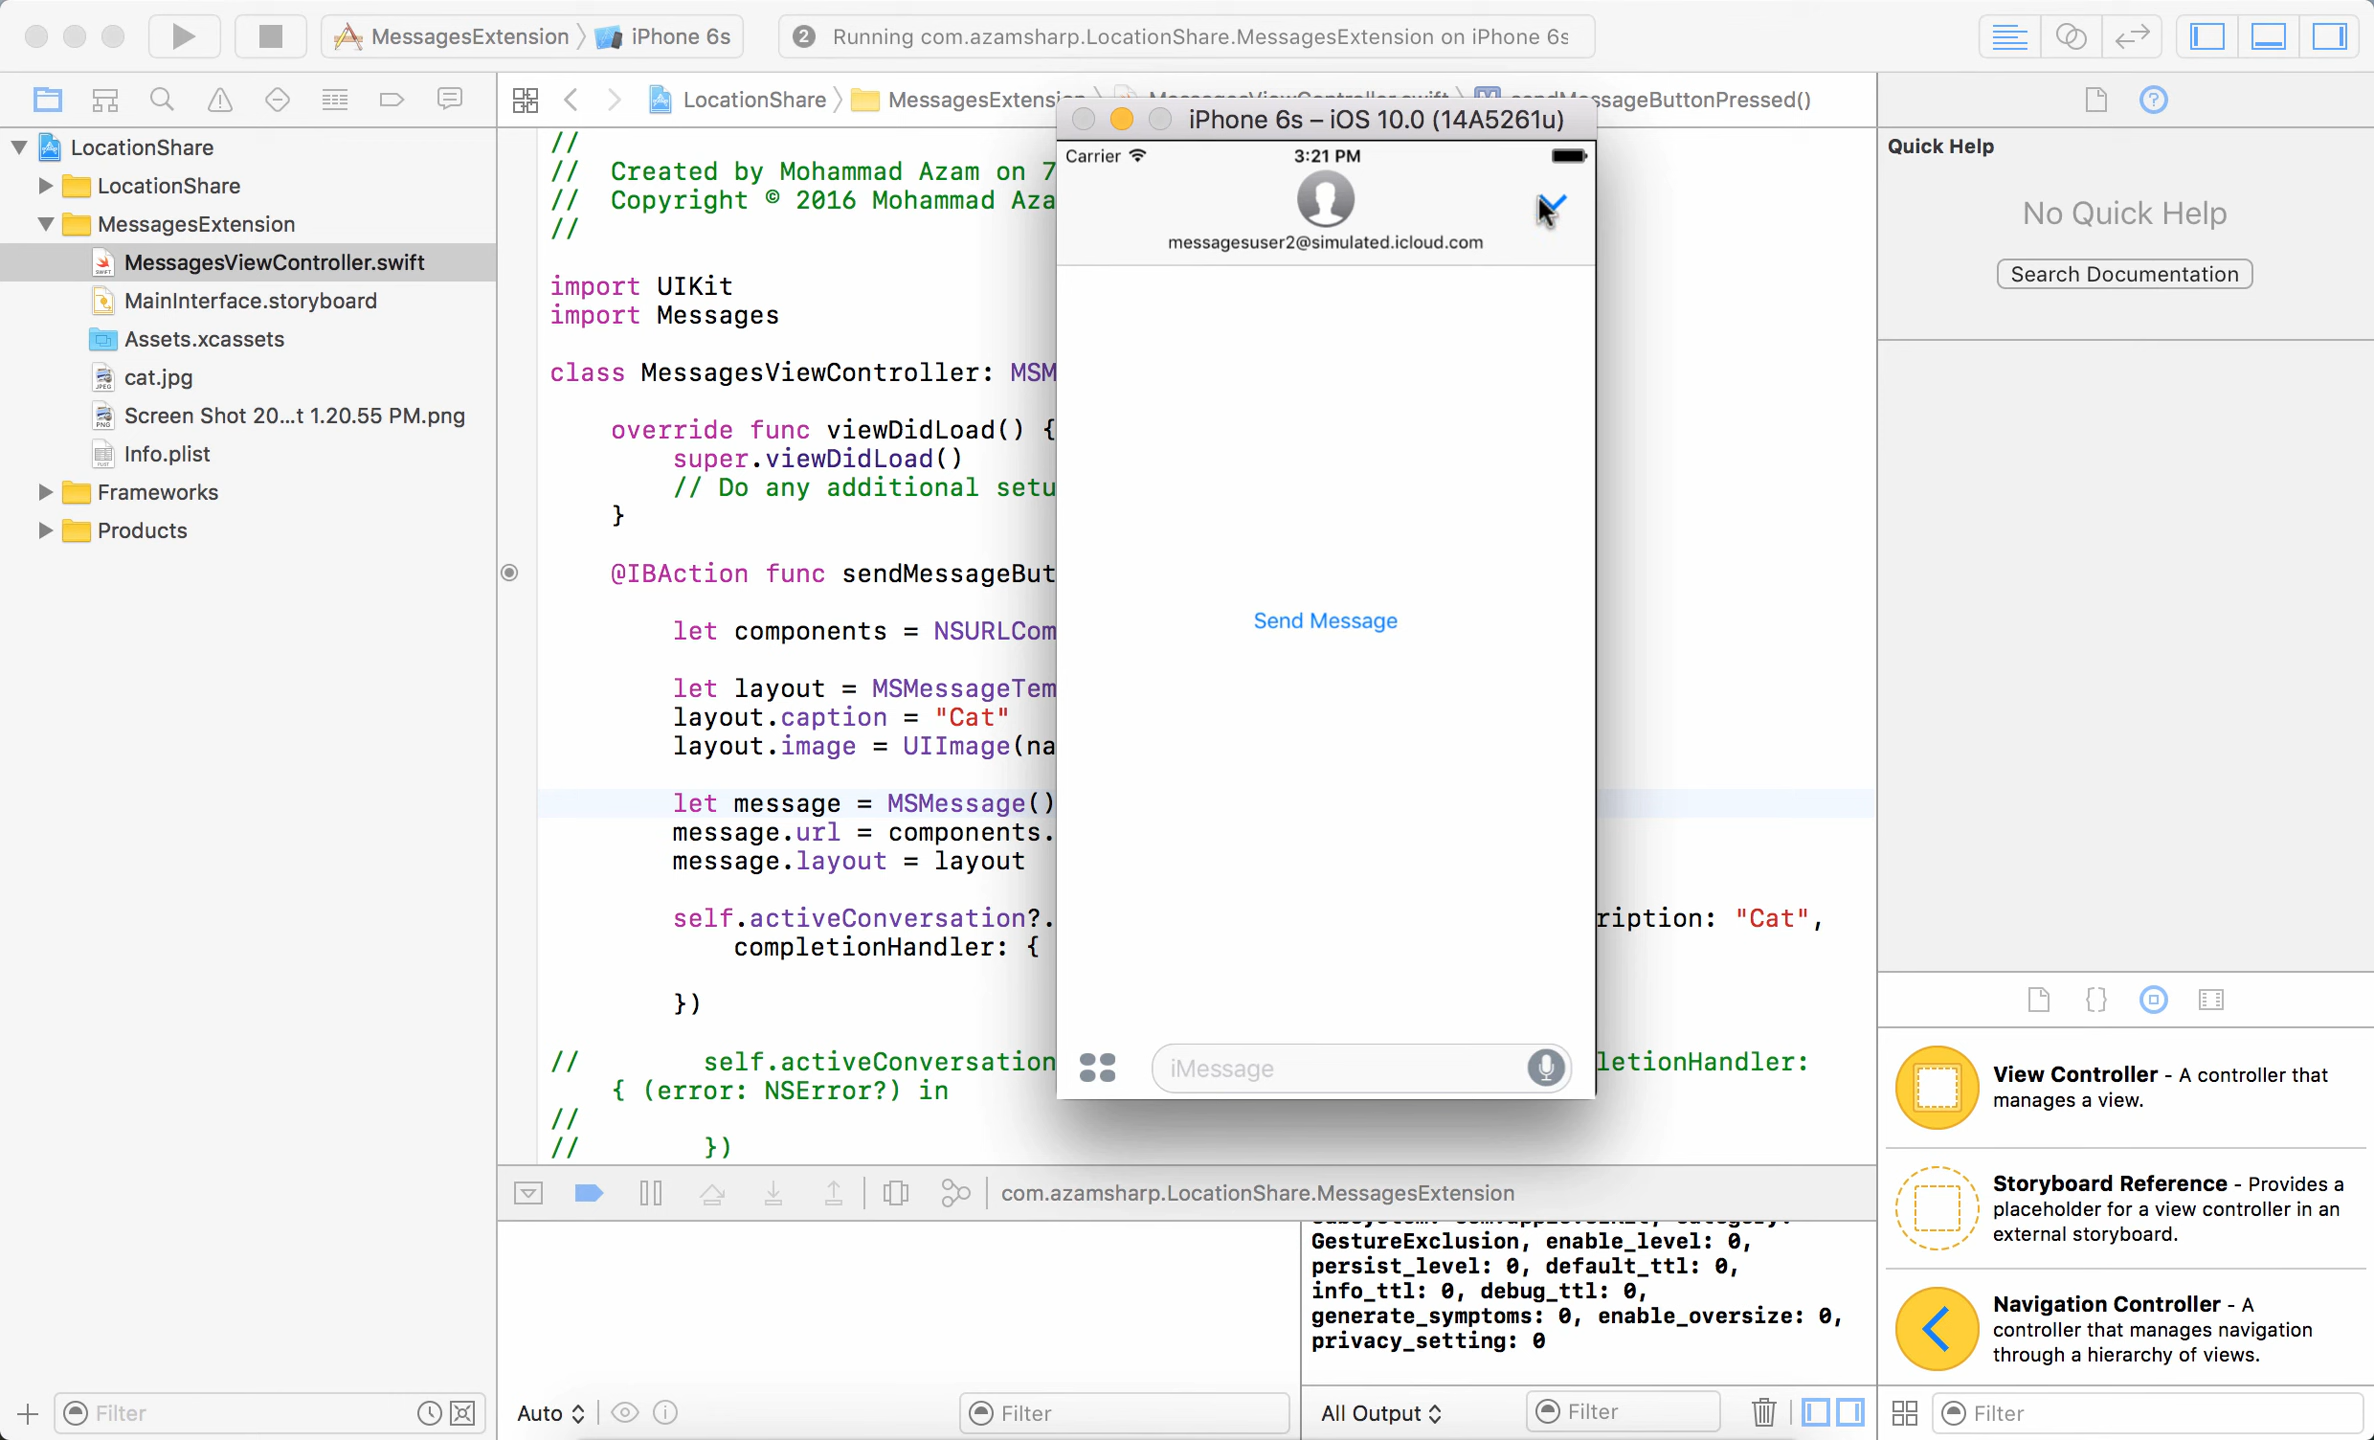 MessagesExtension
iPhone 6s
2
Running com.azamsharp.LocationShare.MessagesExtension on iPhone 6s
LocationShare
MessagesExtension
sendMessageButtonPressed()
LocationShare
LocationShare
MessagesExtension
MessagesViewController.swift
MainInterface.storyboard
Assets.xcassets
cat.jpg
Screen Shot 20...t 1.20.55 PM.png
Info.plist
Frameworks
Products
//
// Created by Mohammad Azam on 7
// Copyright © 2016 Mohammad Aza
//
import UIKit
import Messages
class MessagesViewController: MSM
override func viewDidLoad() {
super.viewDidLoad()
// Do any additional setu
}
@IBAction func sendMessageBut
let components = NSURLCom
let layout = MSMessageTem
layout.caption = "Cat"
layout.image = UIImage(na
let message = MSMessage()
message.url = components.
message.layout = layout
self.activeConversation?.
ription: "Cat",
completionHandler: {
})
// self.activeConversation
letionHandler:
{ (error: NSError?) in
//
// })
iPhone 6s – iOS 10.0 (14A5261u)
Carrier
3:21 PM
messagesuser2@simulated.icloud.com
Send Message
iMessage
com.azamsharp.LocationShare.MessagesExtension
GestureExclusion, enable_level: 0,
persist_level: 0, default_ttl: 0,
info_ttl: 0, debug_ttl: 0,
generate_symptoms: 0, enable_oversize: 0,
privacy_setting: 0
Quick Help
No Quick Help
Search Documentation
View Controller - A controller that
manages a view.
Storyboard Reference - Provides a
placeholder for a view controller in an
external storyboard.
Navigation Controller - A
controller that manages navigation
through a hierarchy of views.
Filter
Auto
Filter
All Output
Filter
Filter